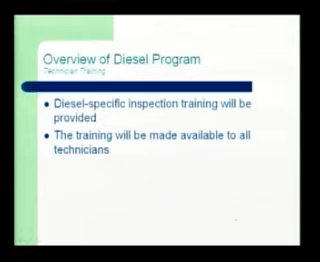 Overview of Diesel Program
Technician Training
Diesel-specific inspection training will be
provided
The training will be made available to all
technicians